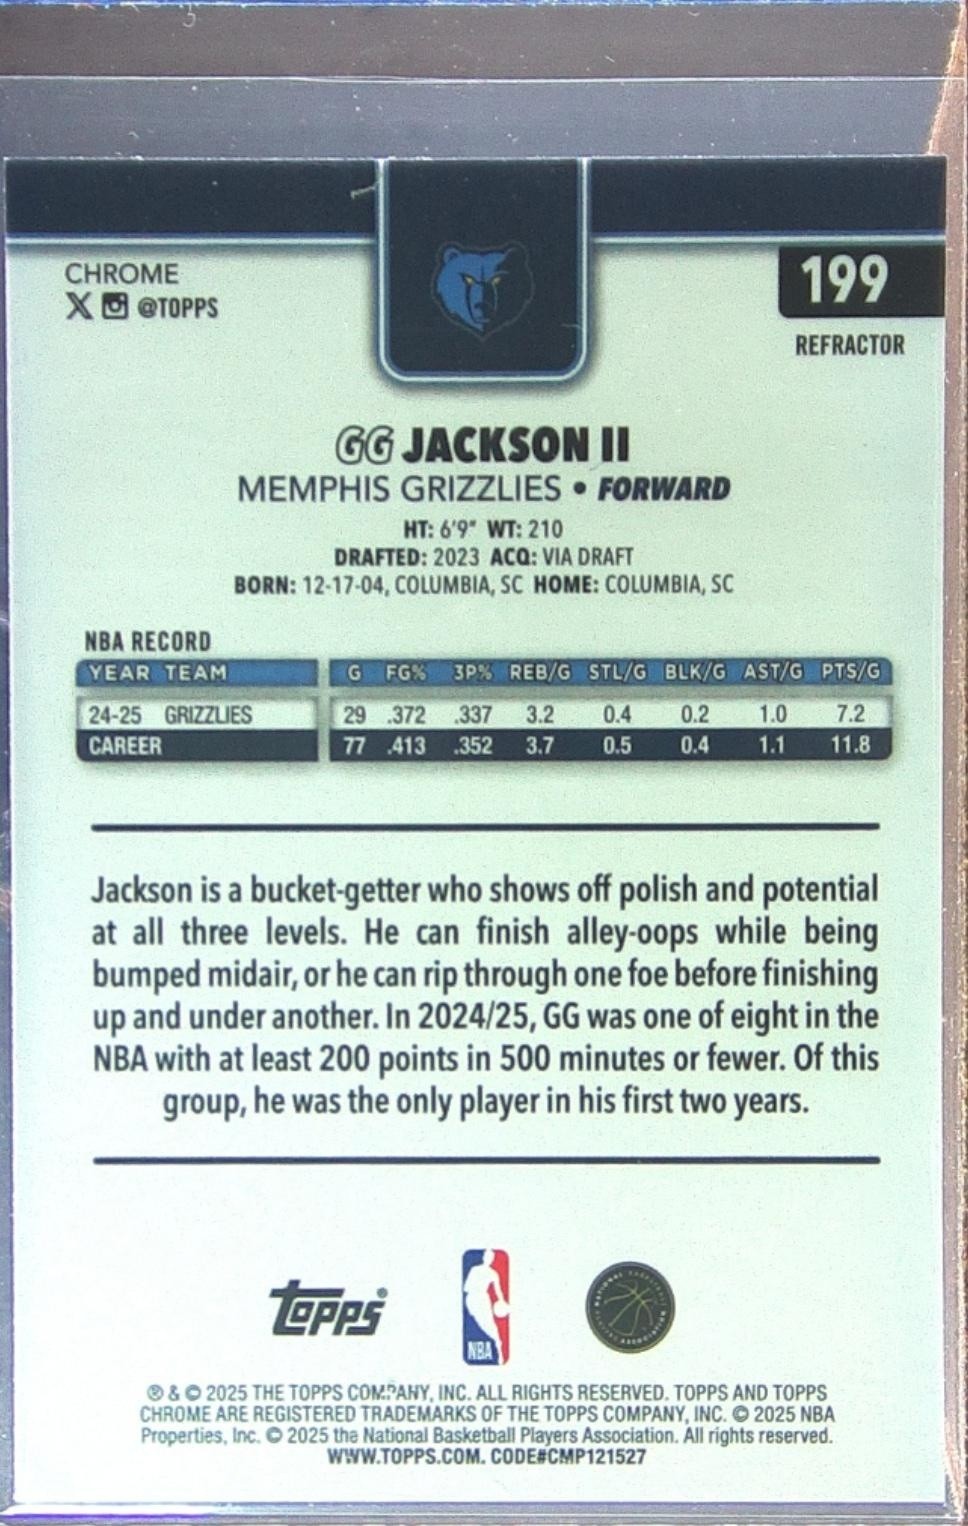 CHROME
X @TOPPS
199
REFRACTOR
GG JACKSON II
MEMPHIS GRIZZLIES • FORWARD
HT: 6'9" WT: 210
DRAFTED: 2023 ACQ: VIA DRAFT
BORN: 12-17-04, COLUMBIA, SC HOME: COLUMBIA, SC
NBA RECORD
YEAR TEAM G FG% 3P% REB/G STL/G BLK/G AST/G PTS/G
24-25 GRIZZLIES 29 .372 .337 3.2 0.4 0.2 1.0 7.2
CAREER 77 .413 .352 3.7 0.5 0.4 1.1 11.8
Jackson is a bucket-getter who shows off polish and potential
at all three levels. He can finish alley-oops while being
bumped midair, or he can rip through one foe before finishing
up and under another. In 2024/25, GG was one of eight in the
NBA with at least 200 points in 500 minutes or fewer. Of this
group, he was the only player in his first two years.
Topps®
NBA
® & © 2025 THE TOPPS COMPANY, INC. ALL RIGHTS RESERVED. TOPPS AND TOPPS
CHROME ARE REGISTERED TRADEMARKS OF THE TOPPS COMPANY, INC. © 2025 NBA
Properties, Inc. © 2025 the National Basketball Players Association. All rights reserved.
WWW.TOPPS.COM. CODE#CMP121527